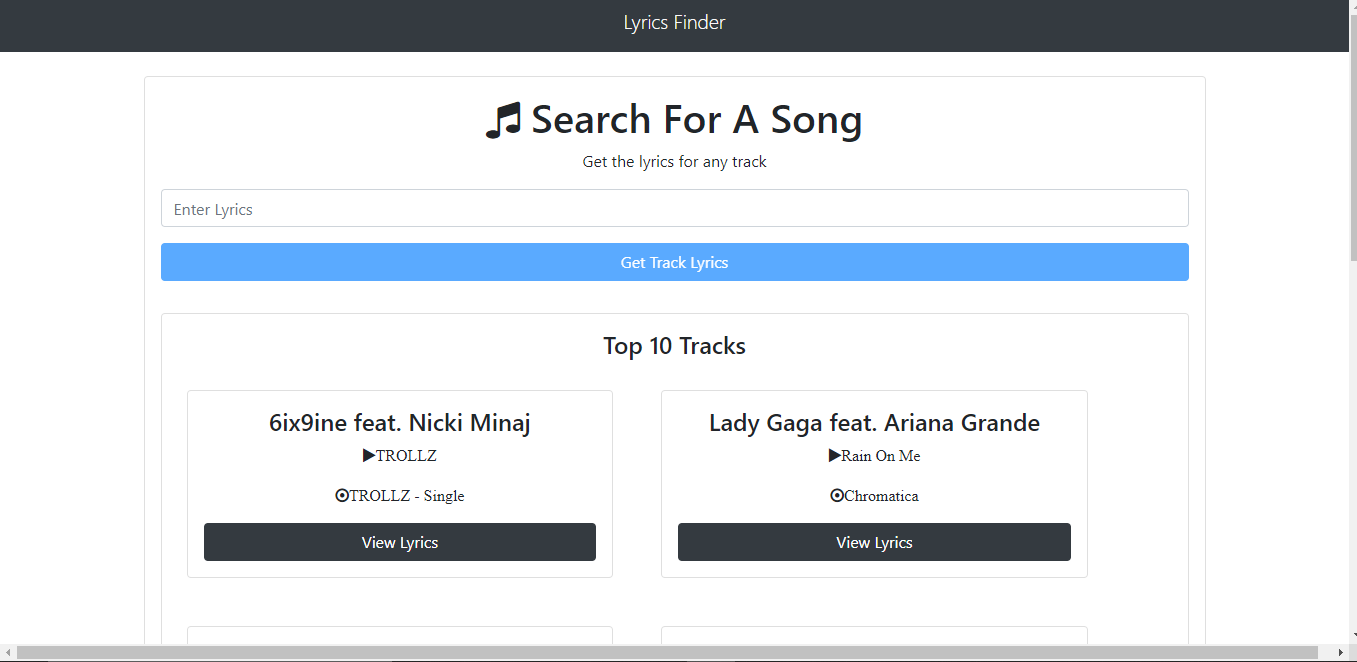 Lyrics Finder
Search For A Song
Get the lyrics for any track
Enter Lyrics
Get Track Lyrics
Top 10 Tracks
6ix9ine feat. Nicki Minaj
TROLLZ
TROLLZ - Single
View Lyrics
Lady Gaga feat. Ariana Grande
Rain On Me
Chromatica
View Lyrics